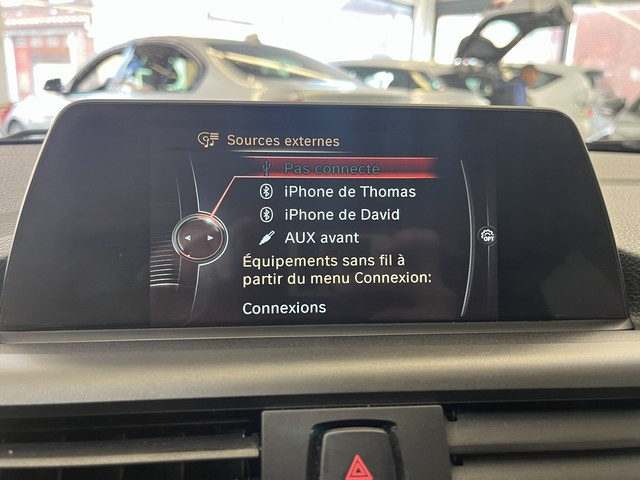 Sources externes
Pas connecté
iPhone de Thomas
iPhone de David
AUX avant
OPT
Équipements sans fil à
partir du menu Connexion:
Connexions